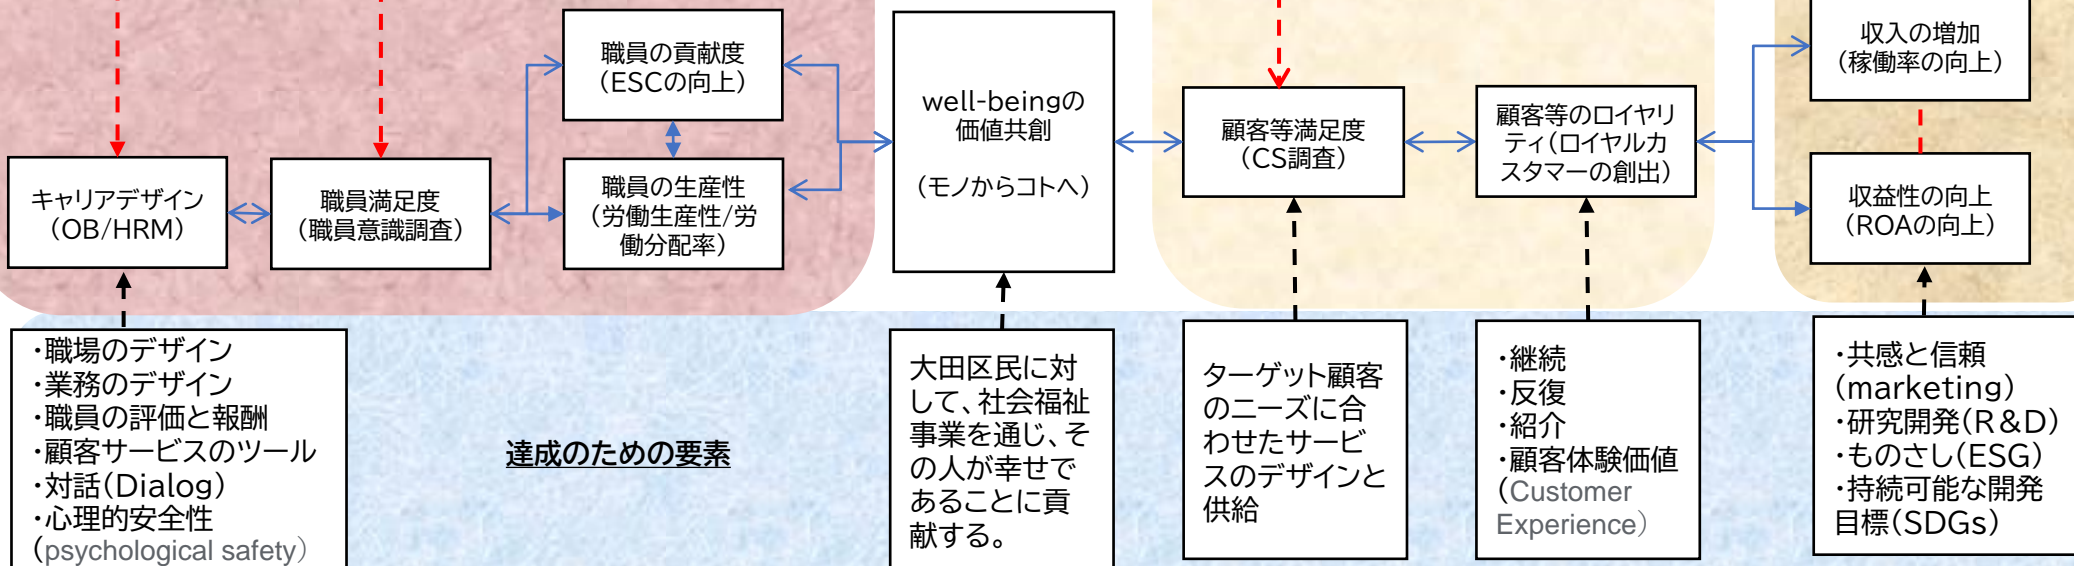 職員の貢献度
(ESCの向上)
収入の増加
(稼働率の向上)
well-beingの
価値共創
(モノからコトへ)
顧客等満足度
(CS調査)
顧客等のロイヤリ
ティ(ロイヤルカ
スタマーの創出)
キャリアデザイン
(OB/HRM)
職員満足度
(職員意識調査)
職員の生産性
(労働生産性/労
働分配率)
収益性の向上
(ROAの向上)
・職場のデザイン
・業務のデザイン
・職員の評価と報酬
・顧客サービスのツール
・対話(Dialog)
・心理的安全性
(psychological safety)
達成のための要素
大田区民に対
して、社会福祉
事業を通じ、そ
の人が幸せで
あることに貢
献する。
ターゲット顧客
のニーズに合
わせたサービ
スのデザインと
供給
・継続
・反復
・紹介
・顧客体験価値
(Customer
Experience)
・共感と信頼
(marketing)
・研究開発(R&D)
・ものさし(ESG)
・持続可能な開発
目標(SDGs)